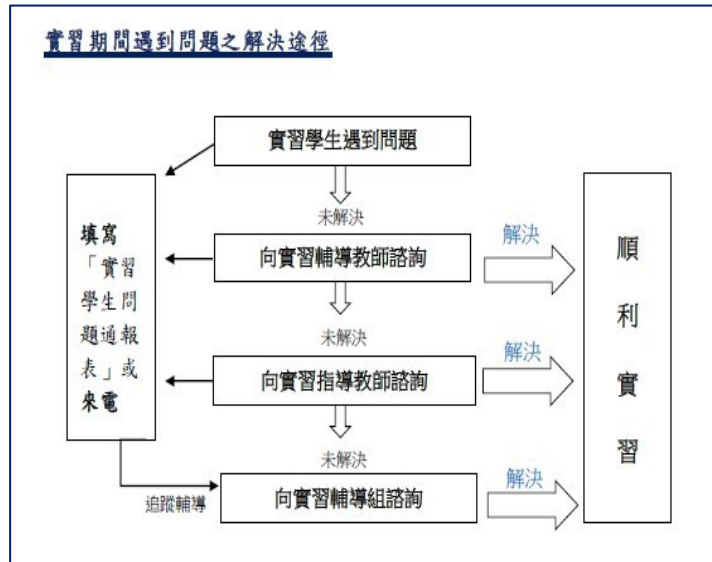 實習期間遇到問題之解決途徑
實習學生遇到問題
未解決
填寫
「實習
學生問
題通報
表」或
來電
向實習輔導教師諮詢
解決
未解決
向實習指導教師諮詢
解決
未解決
向實習輔導組諮詢
解決
追蹤輔導
順
利
實
習